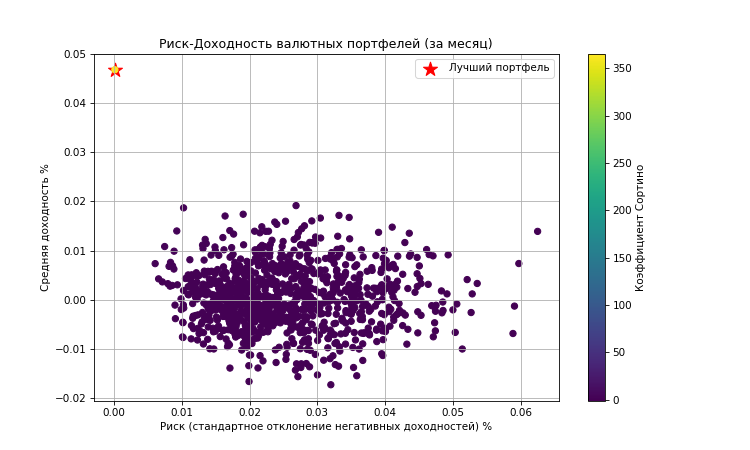 Риск-Доходность валютных портфелей (за месяц)
Лучший портфель
Средняя доходность %
0.05
0.04
0.03
0.02
0.01
0.00
−0.01
−0.02
0.00 0.01 0.02 0.03 0.04 0.05 0.06
Риск (стандартное отклонение негативных доходностей) %
350
300
250
200
150
100
50
0
Коэффициент Сортино